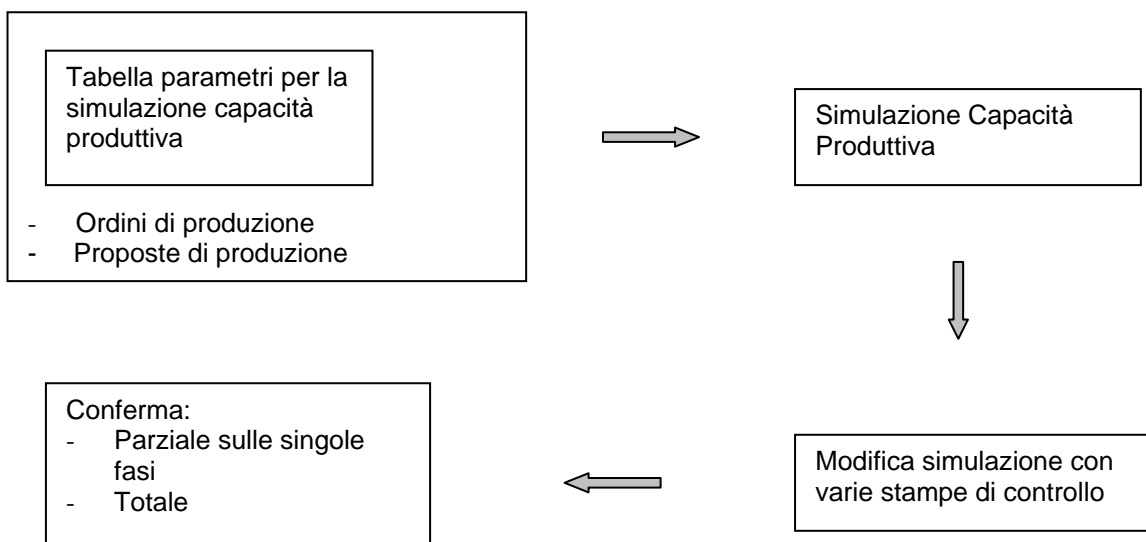 Tabella parametri per la
simulazione capacità
produttiva
- Ordini di produzione
- Proposte di produzione
Simulazione Capacità
Produttiva
Modifica simulazione con
varie stampe di controllo
Conferma:
- Parziale sulle singole
fasi
- Totale